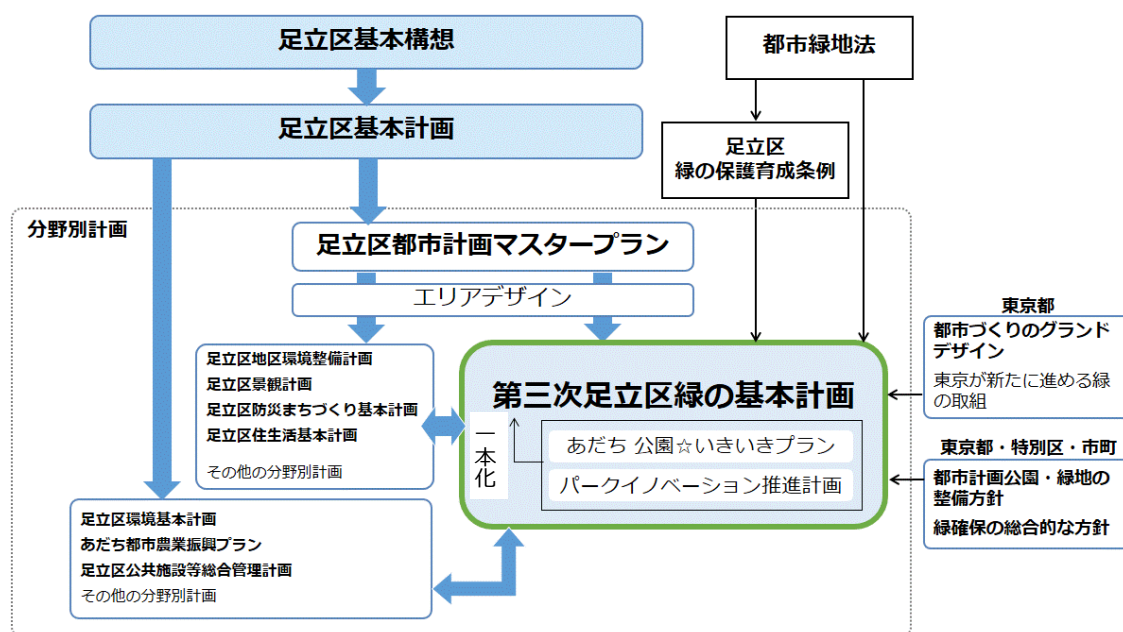 足立区基本構想
都市緑地法
足立区基本計画
足立区
緑の保護育成条例
分野別計画
足立区都市計画マスタープラン
エリアデザイン
東京都
都市づくりのグランド
デザイン
東京が新たに進める緑
の取組
足立区地区環境整備計画
足立区景観計画
足立区防災まちづくり基本計画
足立区住生活基本計画
その他の分野別計画
第三次足立区緑の基本計画
一本化
あだち 公園☆いきいきプラン
パークイノベーション推進計画
東京都・特別区・市町
都市計画公園・緑地の
整備方針
緑確保の総合的な方針
足立区環境基本計画
あだち都市農業振興プラン
足立区公共施設等総合管理計画
その他の分野別計画